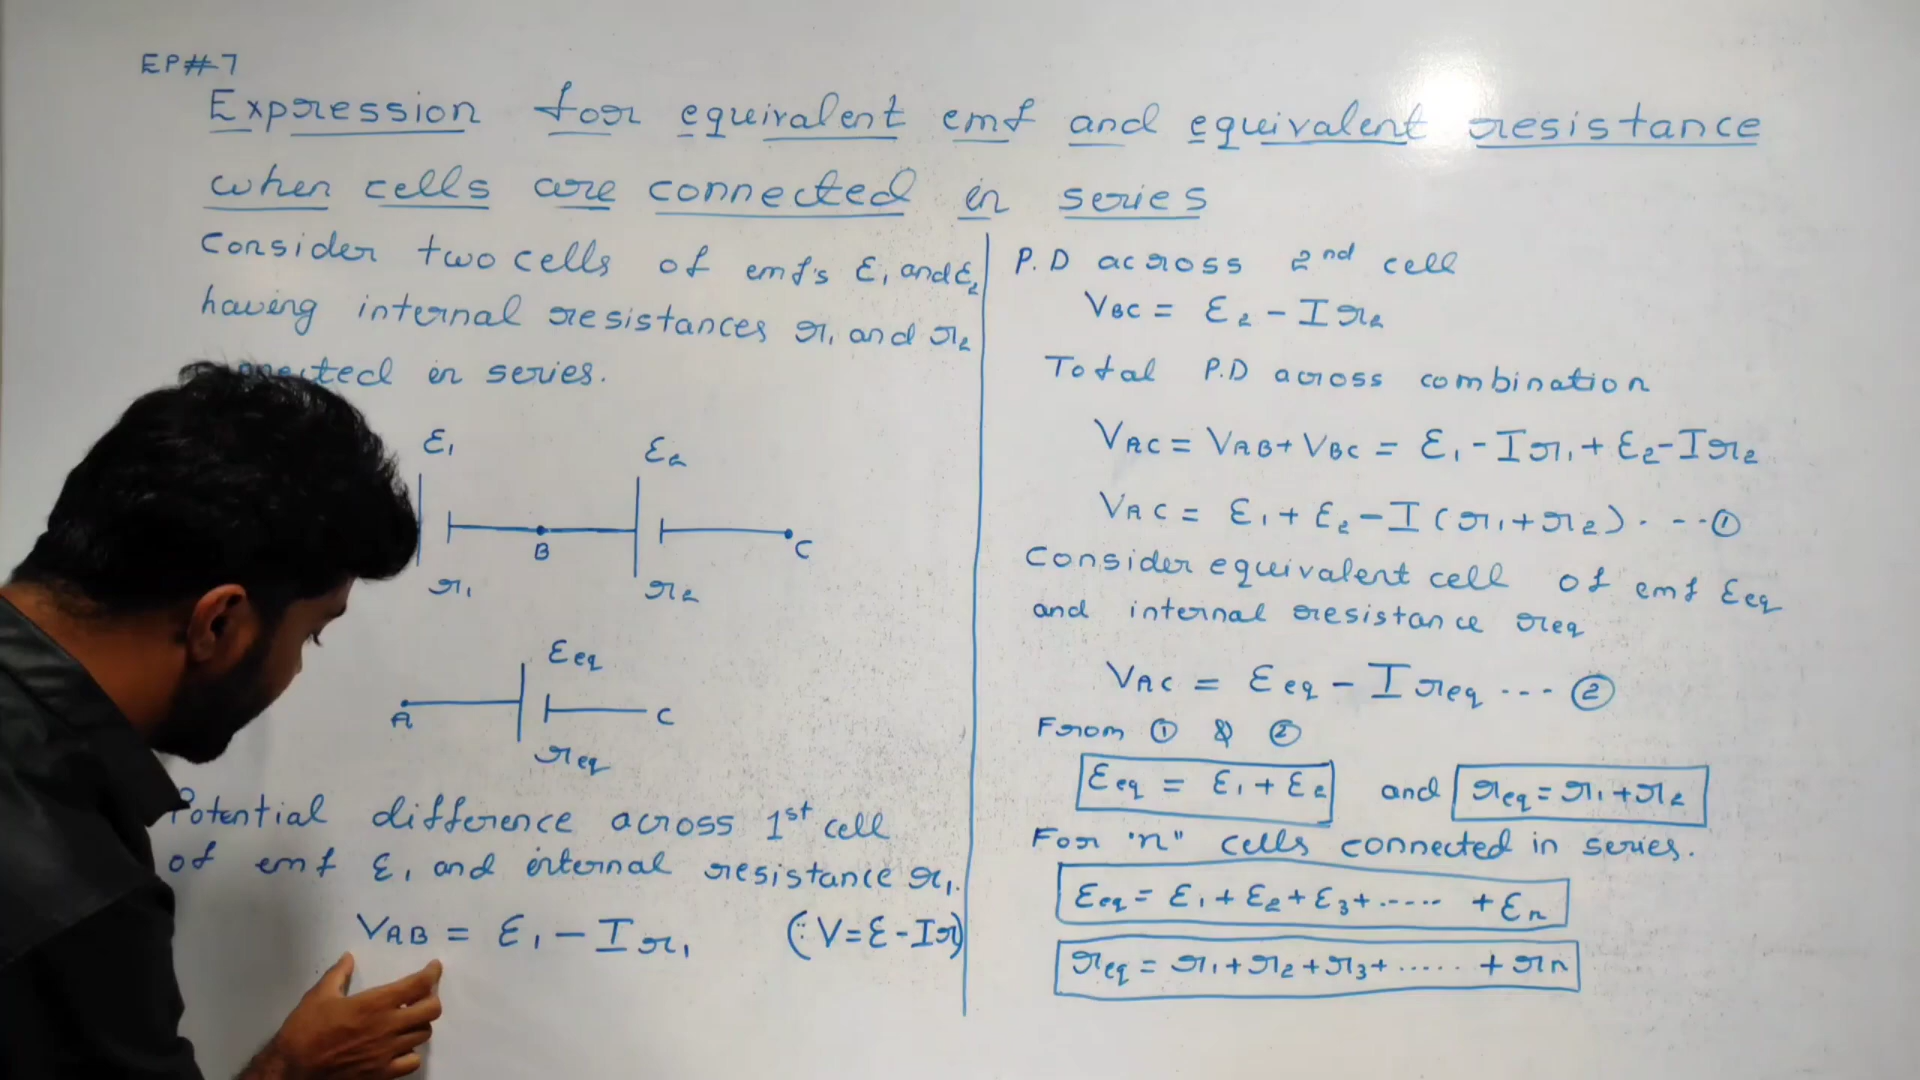 EP#7
Expression for equivalent emf and equivalent resistance
when cells are connected in series
Consider two cells of emf's ε₁ and ε₂
having internal resistances r₁ and r₂
in series.
ε₁
ε₂
B
C
r₁
r₂
εeq
A
C
req
Potential difference across 1st cell
of emf ε₁ and internal resistance r₁.
VAB = ε₁ - Ir₁ (∵ V=ε-Ir)
P.D across 2nd cell
VBC = ε₂ - Ir₂
Total P.D across combination
VAC = VAB + VBC = ε₁ - Ir₁ + ε₂ - Ir₂
VAC = ε₁ + ε₂ - I(r₁+r₂). --①
Consider equivalent cell of emf εeq
and internal resistance req
VAC = εeq - Ireq --- ②
From ① & ②
εeq = ε₁ + ε₂ and req = r₁ + r₂
For "n" cells connected in series.
εeq = ε₁ + ε₂ + ε₃ + ..... + εn
req = r₁ + r₂ + r₃ + ...... + rn